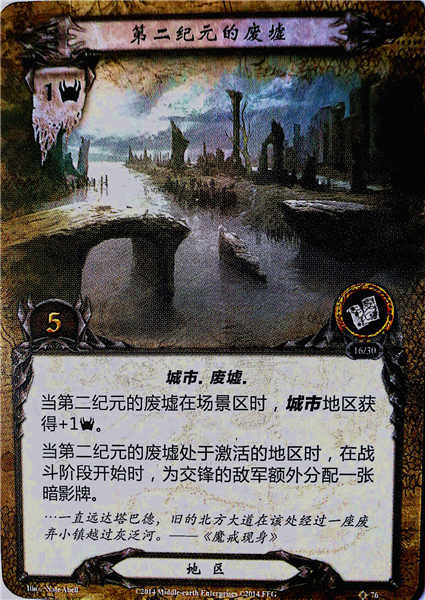 第二纪元的废墟
1
5
16/30
城市. 废墟.
当第二纪元的废墟在场景区时，城市地区获
得+1。
当第二纪元的废墟处于激活的地区时，在战
斗阶段开始时，为交锋的敌军额外分配一张
暗影牌。
…一直远达塔巴德，旧的北方大道在该处经过一座废
弃小镇越过灰泛河。——《魔戒现身》
地区
©2014 Middle-earth Enterprises ©2014 FFG
76